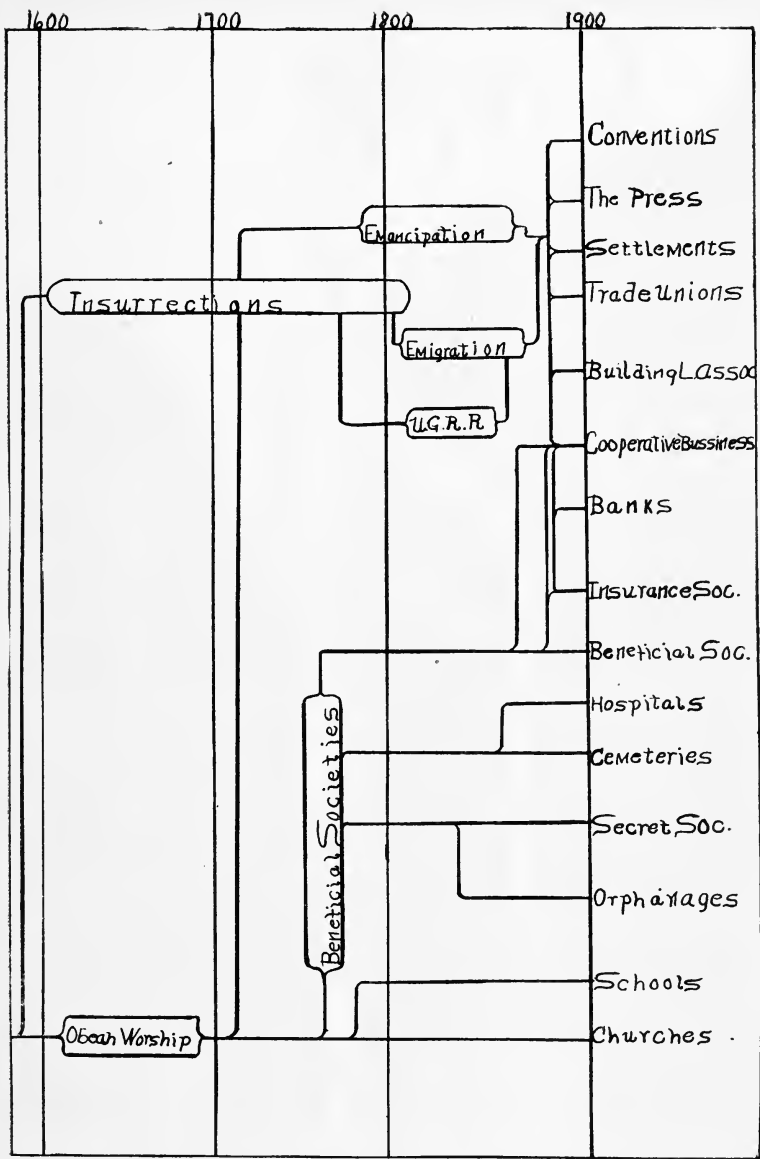 1600 1700 1800 1900
Conventions
The Press
Emancipation
Settlements
Insurrections
Trade Unions
Emigration
Building L. Assoc
U.G.R.R
Cooperative Bussiness
Banks
Insurance Soc.
Beneficial Soc.
Beneficial Societies
Hospitals
Cemeteries
Secret Soc.
Orphanages
Schools
Obeah Worship
Churches